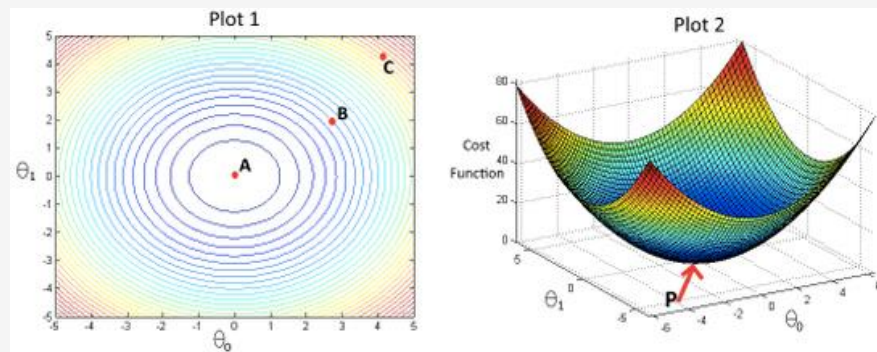 Plot 1
5
4
3
2
1
0
-1
-2
-3
-4
-5
θ₁
A
B
C
-5 -4 -3 -2 -1 0 1 2 3 4 5
θ₀
Plot 2
80
60
40
20
0
Cost
Function
5
0
-5
θ₁
P
-6 -4 -2 0 2 4 6
θ₀